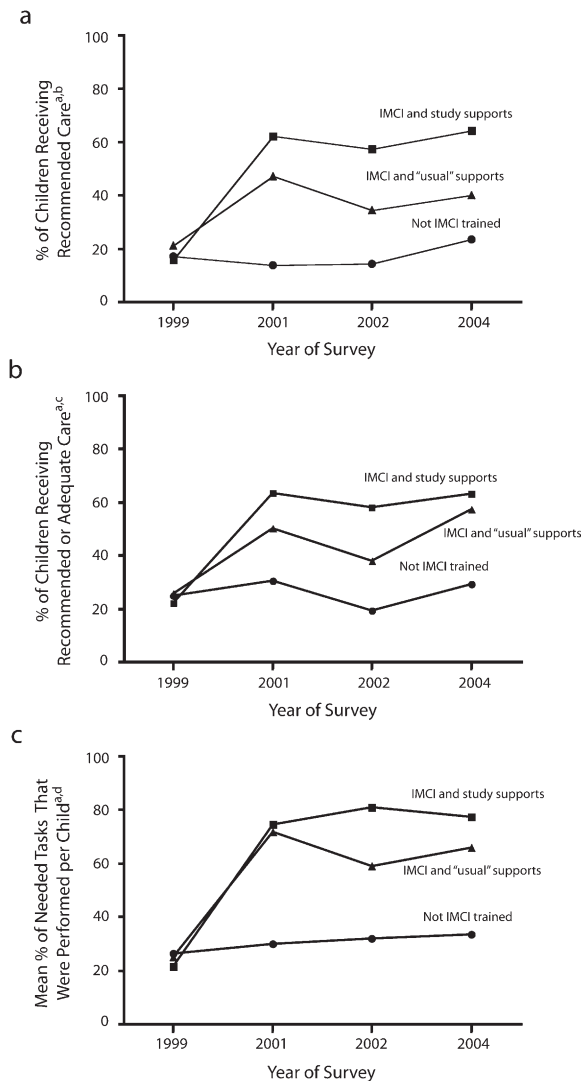 a
% of Children Receiving
Recommended Careᵃ,ᵇ
100
80
60
40
20
0
IMCI and study supports
IMCI and “usual” supports
Not IMCI trained
1999 2001 2002 2004
Year of Survey
b
% of Children Receiving
Recommended or Adequate Careᵃ,ᶜ
100
80
60
40
20
0
IMCI and study supports
IMCI and “usual” supports
Not IMCI trained
1999 2001 2002 2004
Year of Survey
c
Mean % of Needed Tasks That
Were Performed per Childᵃ,ᵈ
100
80
60
40
20
0
IMCI and study supports
IMCI and “usual” supports
Not IMCI trained
1999 2001 2002 2004
Year of Survey